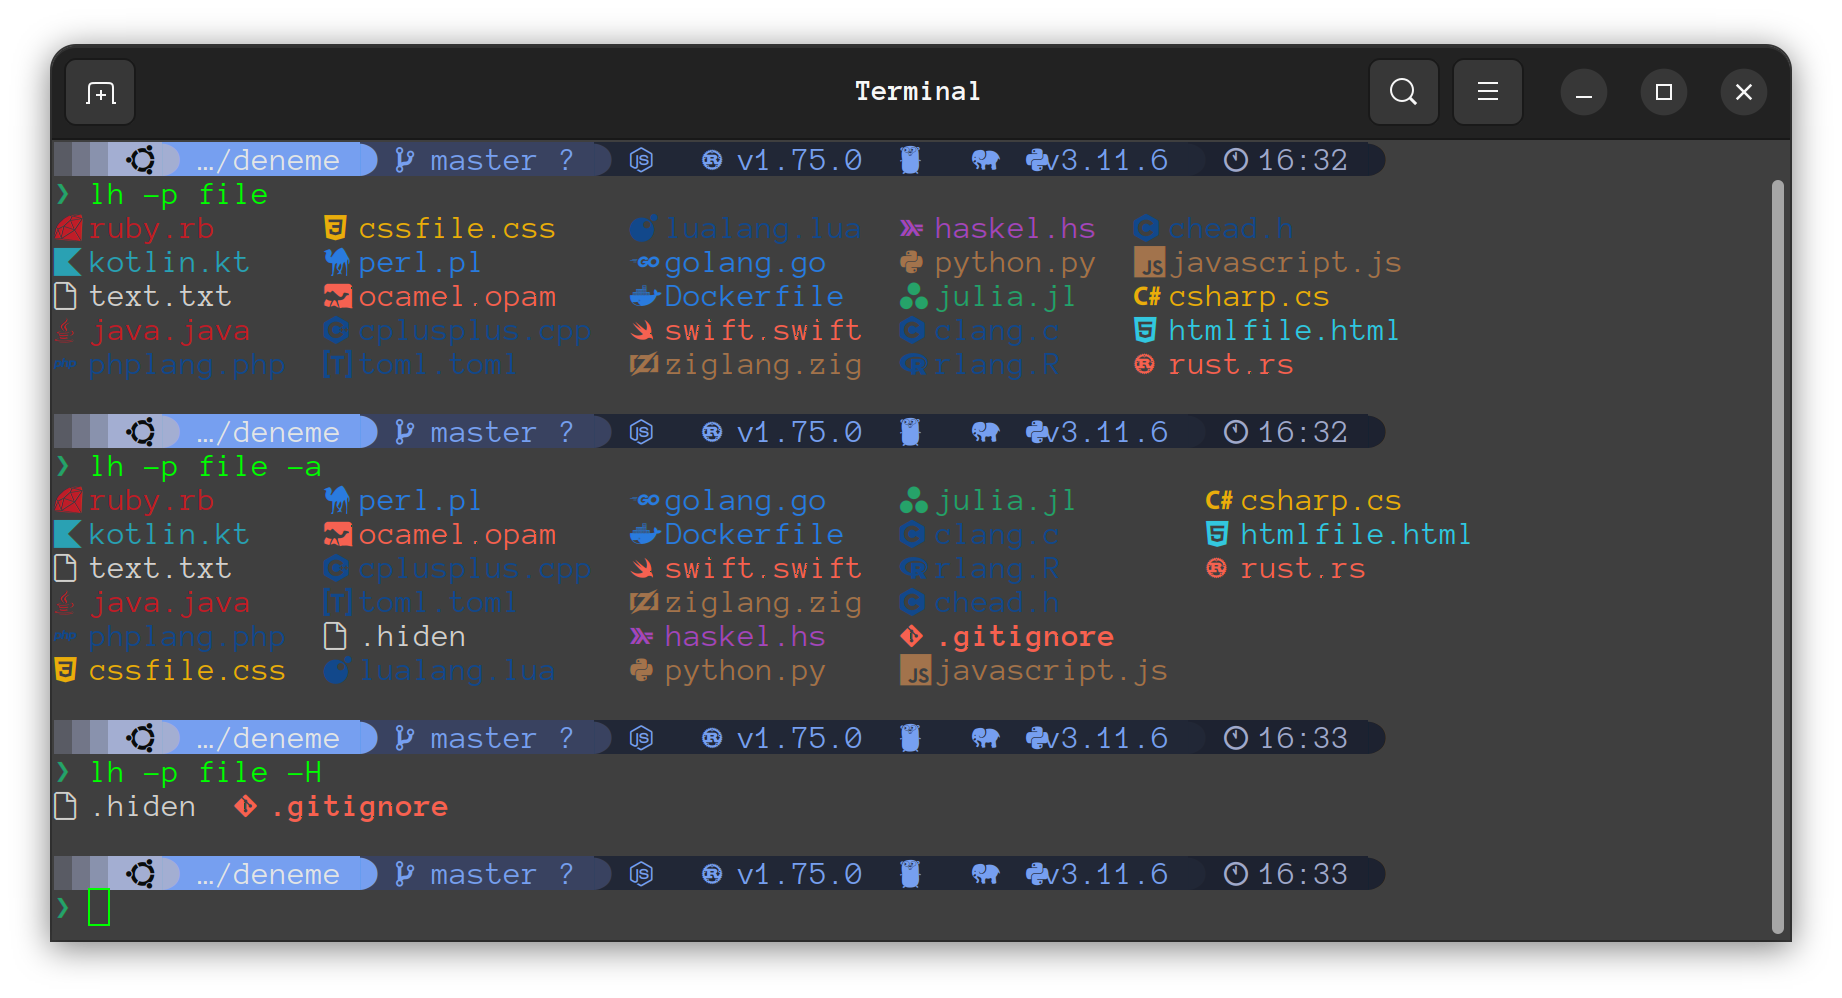 Terminal
…/deneme master ? v1.75.0 v3.11.6 16:32
❯ lh -p file
ruby.rb cssfile.css lualang.lua haskel.hs chead.h
kotlin.kt perl.pl golang.go python.py javascript.js
text.txt ocamel.opam Dockerfile julia.jl csharp.cs
java.java cplusplus.cpp swift.swift clang.c htmlfile.html
phplang.php toml.toml ziglang.zig rlang.R rust.rs
…/deneme master ? v1.75.0 v3.11.6 16:32
❯ lh -p file -a
ruby.rb perl.pl golang.go julia.jl csharp.cs
kotlin.kt ocamel.opam Dockerfile clang.c htmlfile.html
text.txt cplusplus.cpp swift.swift rlang.R rust.rs
java.java toml.toml ziglang.zig chead.h
phplang.php .hiden haskel.hs .gitignore
cssfile.css lualang.lua python.py javascript.js
…/deneme master ? v1.75.0 v3.11.6 16:33
❯ lh -p file -H
.hiden .gitignore
…/deneme master ? v1.75.0 v3.11.6 16:33
❯